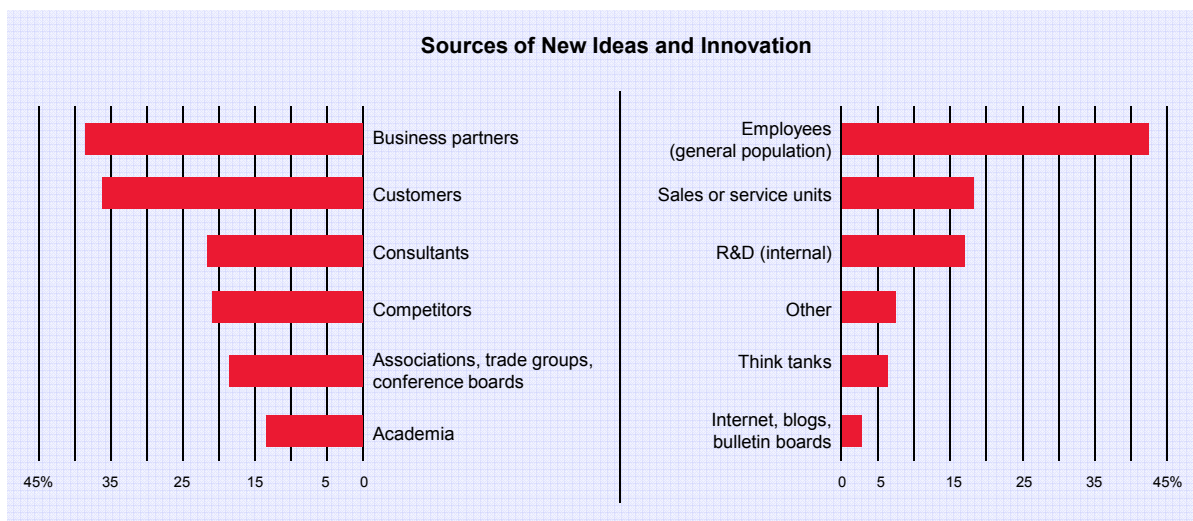 Sources of New Ideas and Innovation
Business partners
Customers
Consultants
Competitors
Associations, trade groups,
conference boards
Academia
45% 35 25 15 5 0
Employees
(general population)
Sales or service units
R&D (internal)
Other
Think tanks
Internet, blogs,
bulletin boards
0 5 15 25 35 45%